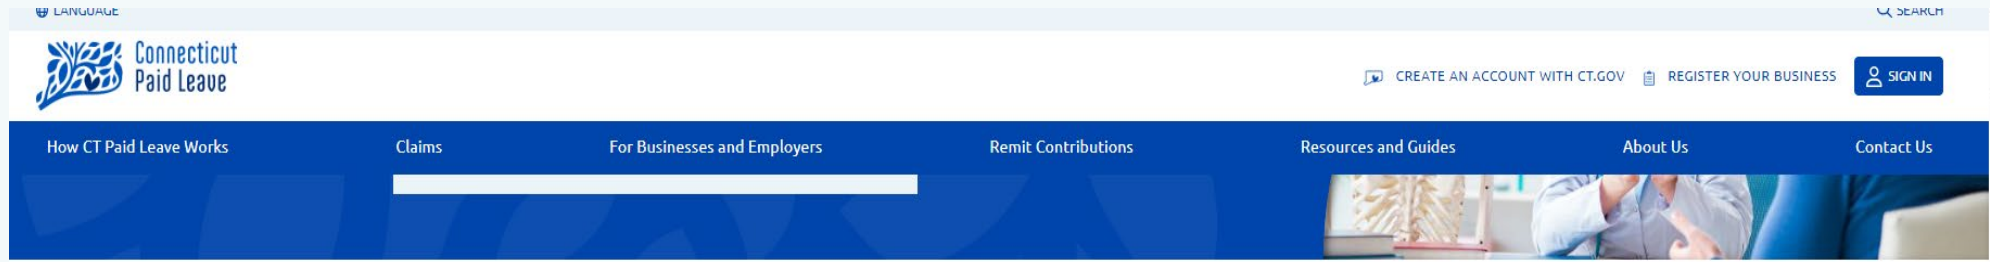 LANGUAGE
SEARCH
Connecticut
Paid Leave
CREATE AN ACCOUNT WITH CT.GOV
REGISTER YOUR BUSINESS
SIGN IN
How CT Paid Leave Works
Claims
For Businesses and Employers
Remit Contributions
Resources and Guides
About Us
Contact Us